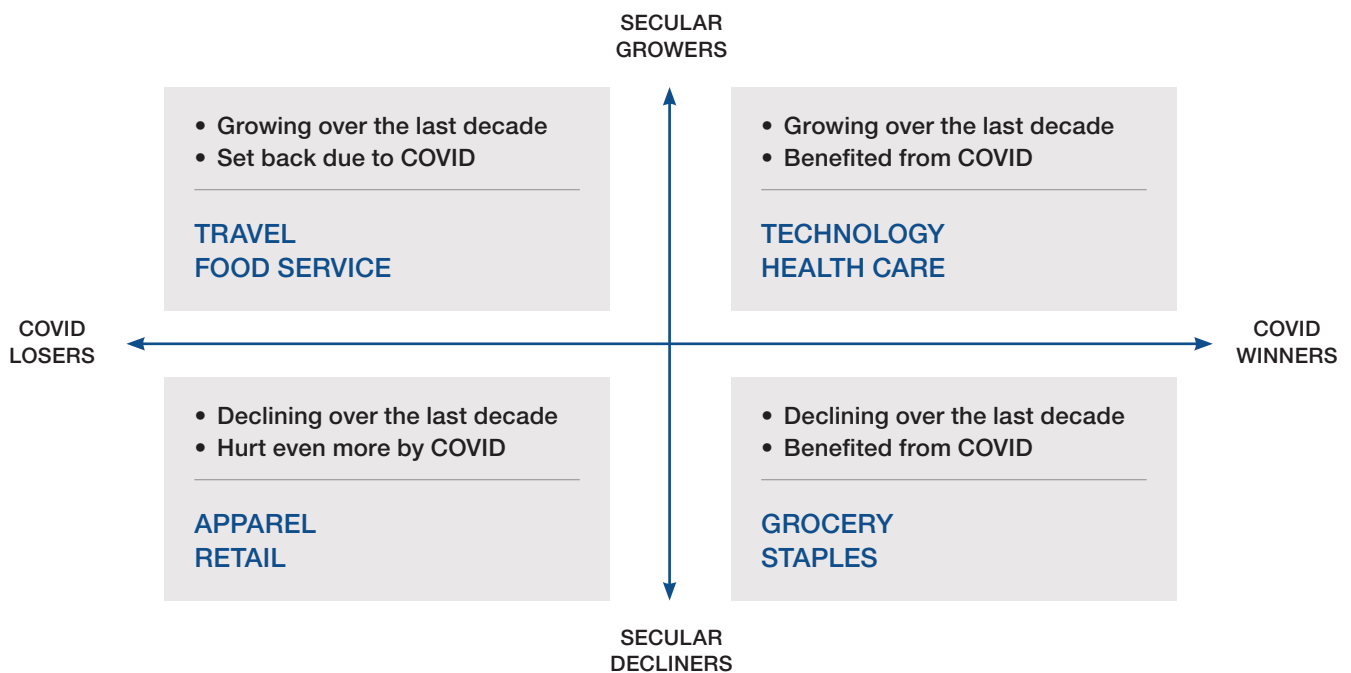 SECULAR
GROWERS
• Growing over the last decade
• Set back due to COVID
TRAVEL
FOOD SERVICE
• Growing over the last decade
• Benefited from COVID
TECHNOLOGY
HEALTH CARE
COVID
LOSERS
COVID
WINNERS
• Declining over the last decade
• Hurt even more by COVID
APPAREL
RETAIL
• Declining over the last decade
• Benefited from COVID
GROCERY
STAPLES
SECULAR
DECLINERS